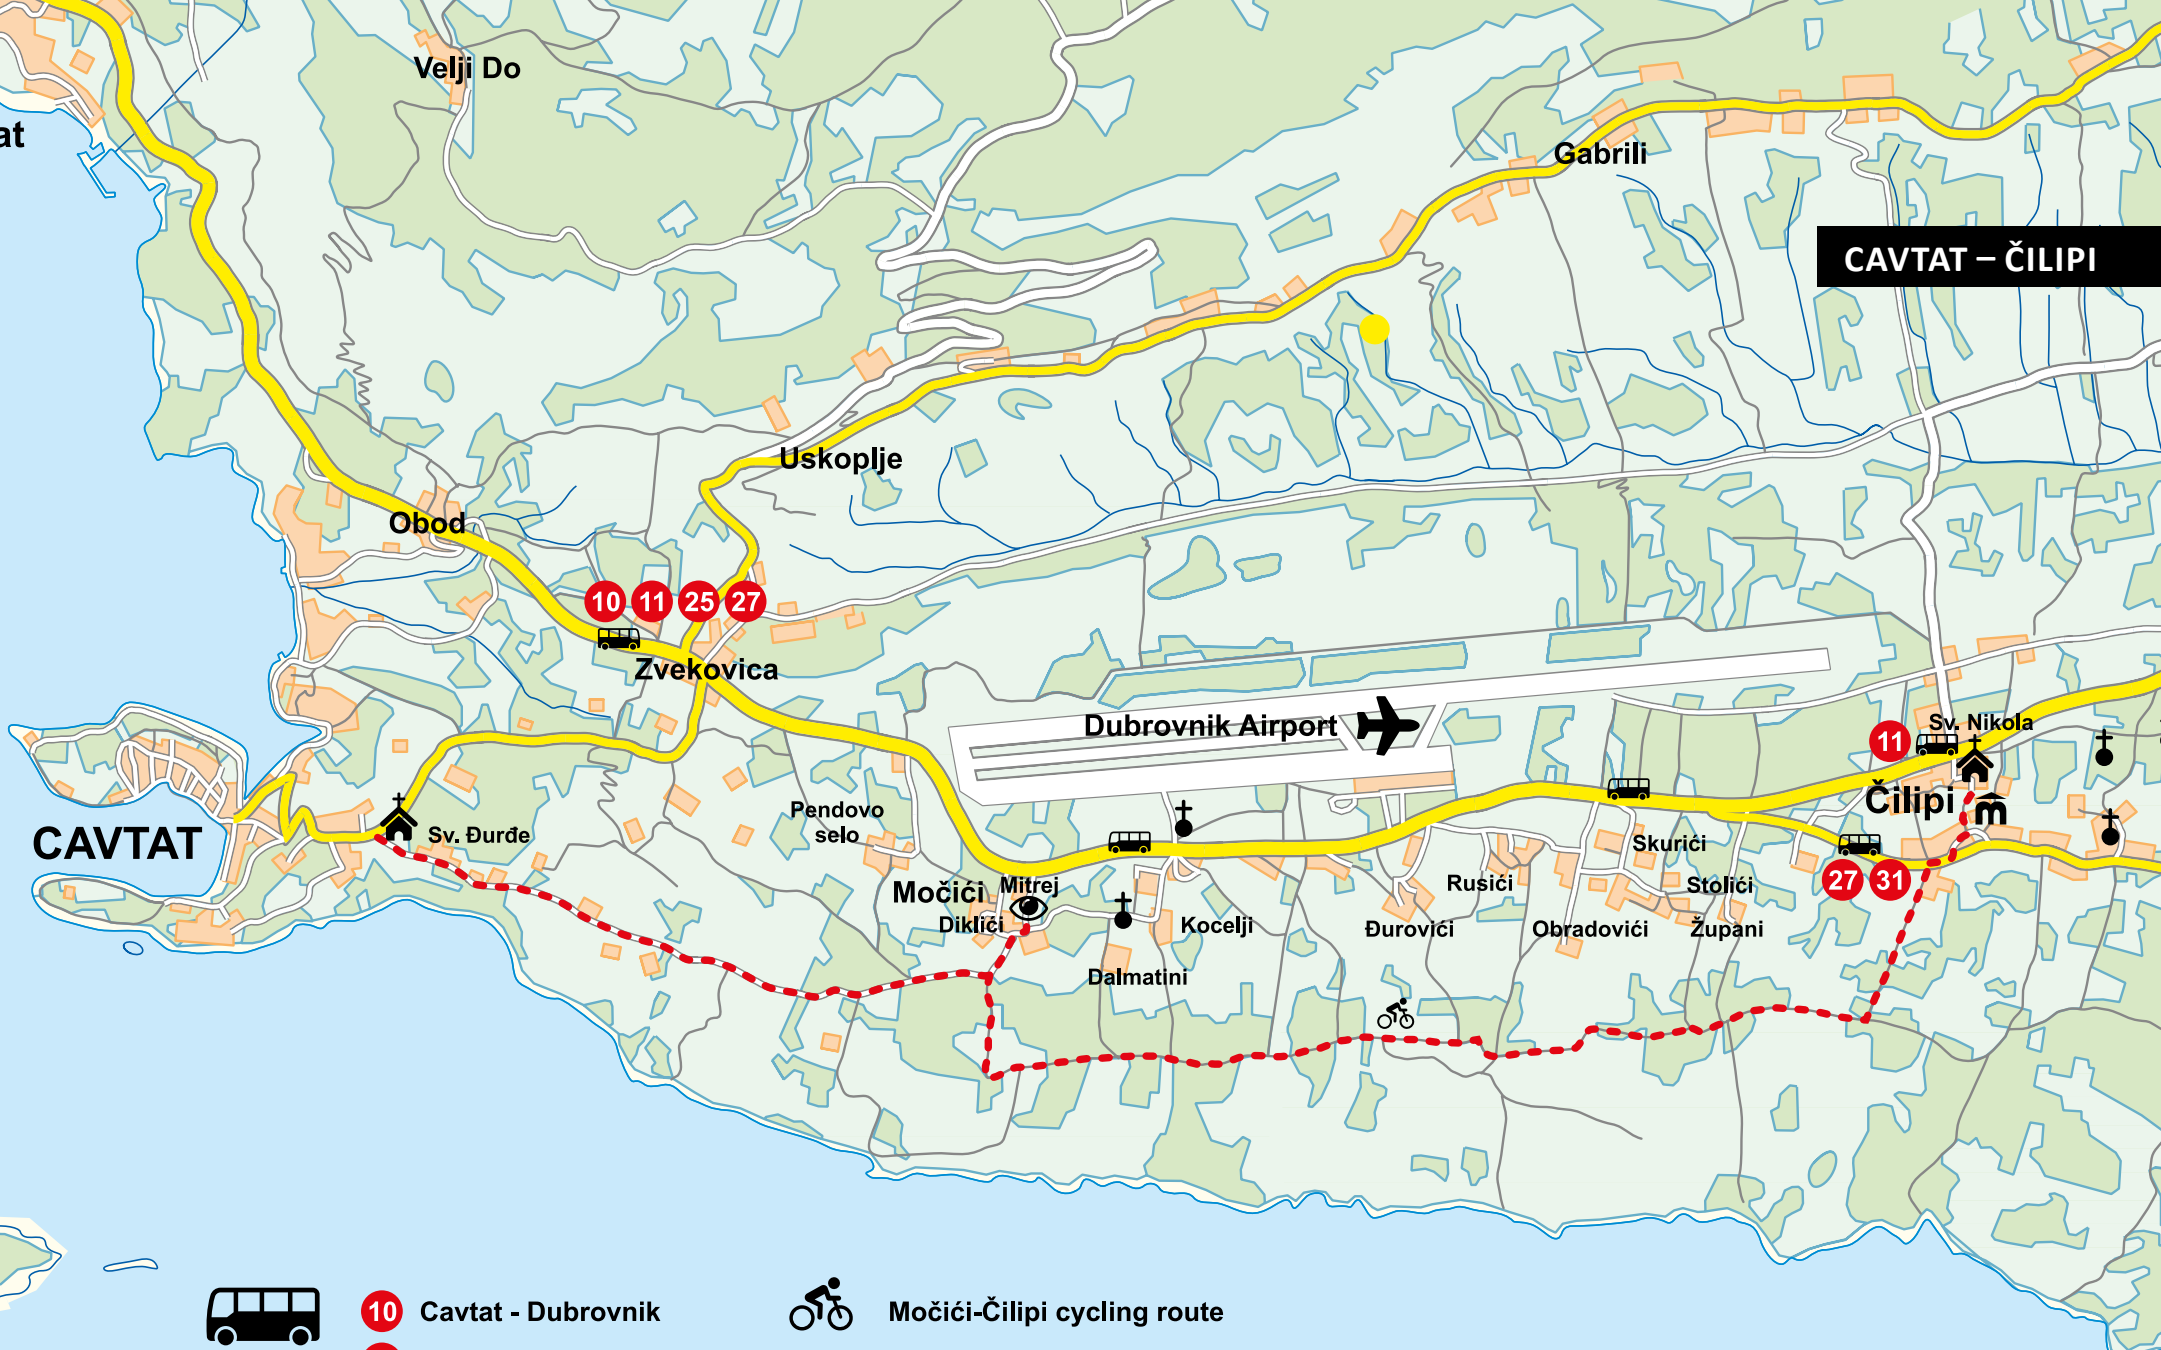 Velji Do
at
Gabrili
CAVTAT – ČILIPI
Uskoplje
Obod
10 11 25 27
Zvekovica
Dubrovnik Airport
11
Sv. Nikola
Čilipi
Pendovo
selo
CAVTAT
Sv. Đurđe
Skurići
Močići
Mitrej
Rusići
Stolići
27 31
Diklići
Kocelji
Đurovići
Obradovići
Župani
Dalmatini
10 Cavtat - Dubrovnik
Močići-Čilipi cycling route